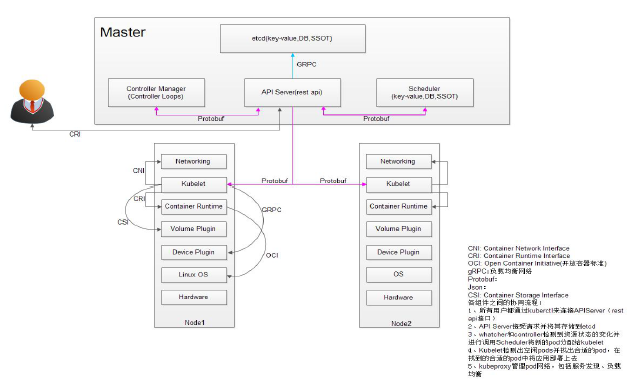 Master
etcd(key-value,DB,SSOT)
GRPC
Controller Manager
(Controller Loops)
API Server(rest api)
Scheduler
(key-value,DB,SSOT)
Protobuf
Protobuf
CRI
Networking
CNI
Kubelet
Protobuf
Protobuf
CRI
Container Runtime
GRPC
CSI
Volume Plugin
Device Plugin
OCI
Linux OS
Hardware
Node1
Networking
Kubelet
Container Runtime
Volume Plugin
Device Plugin
OS
Hardware
Node2
CNI: Container Network Interface
CRI: Container Runtime Interface
OCI: Open Container Initiative(开放容器标准)
gRPC:负载均衡网络
Protobuf:
Json:
CSI: Container Storage Interface
各组件之间的协同流程:
1、所有用户都通过kuberctl来连接APIServer(rest
api接口)
2、API Server接受请求并将其存储到etcd
3、whatcher和controller检测到资源状态的变化并
进行调用Scheduler将新的pod分配给kubelet
4、Kubelet检测出空闲pods并找出合适的pod,在
找到的合适的pod中将应用部署上去
5、kubeproxy管理pod网络,包括服务发现、负载
均衡